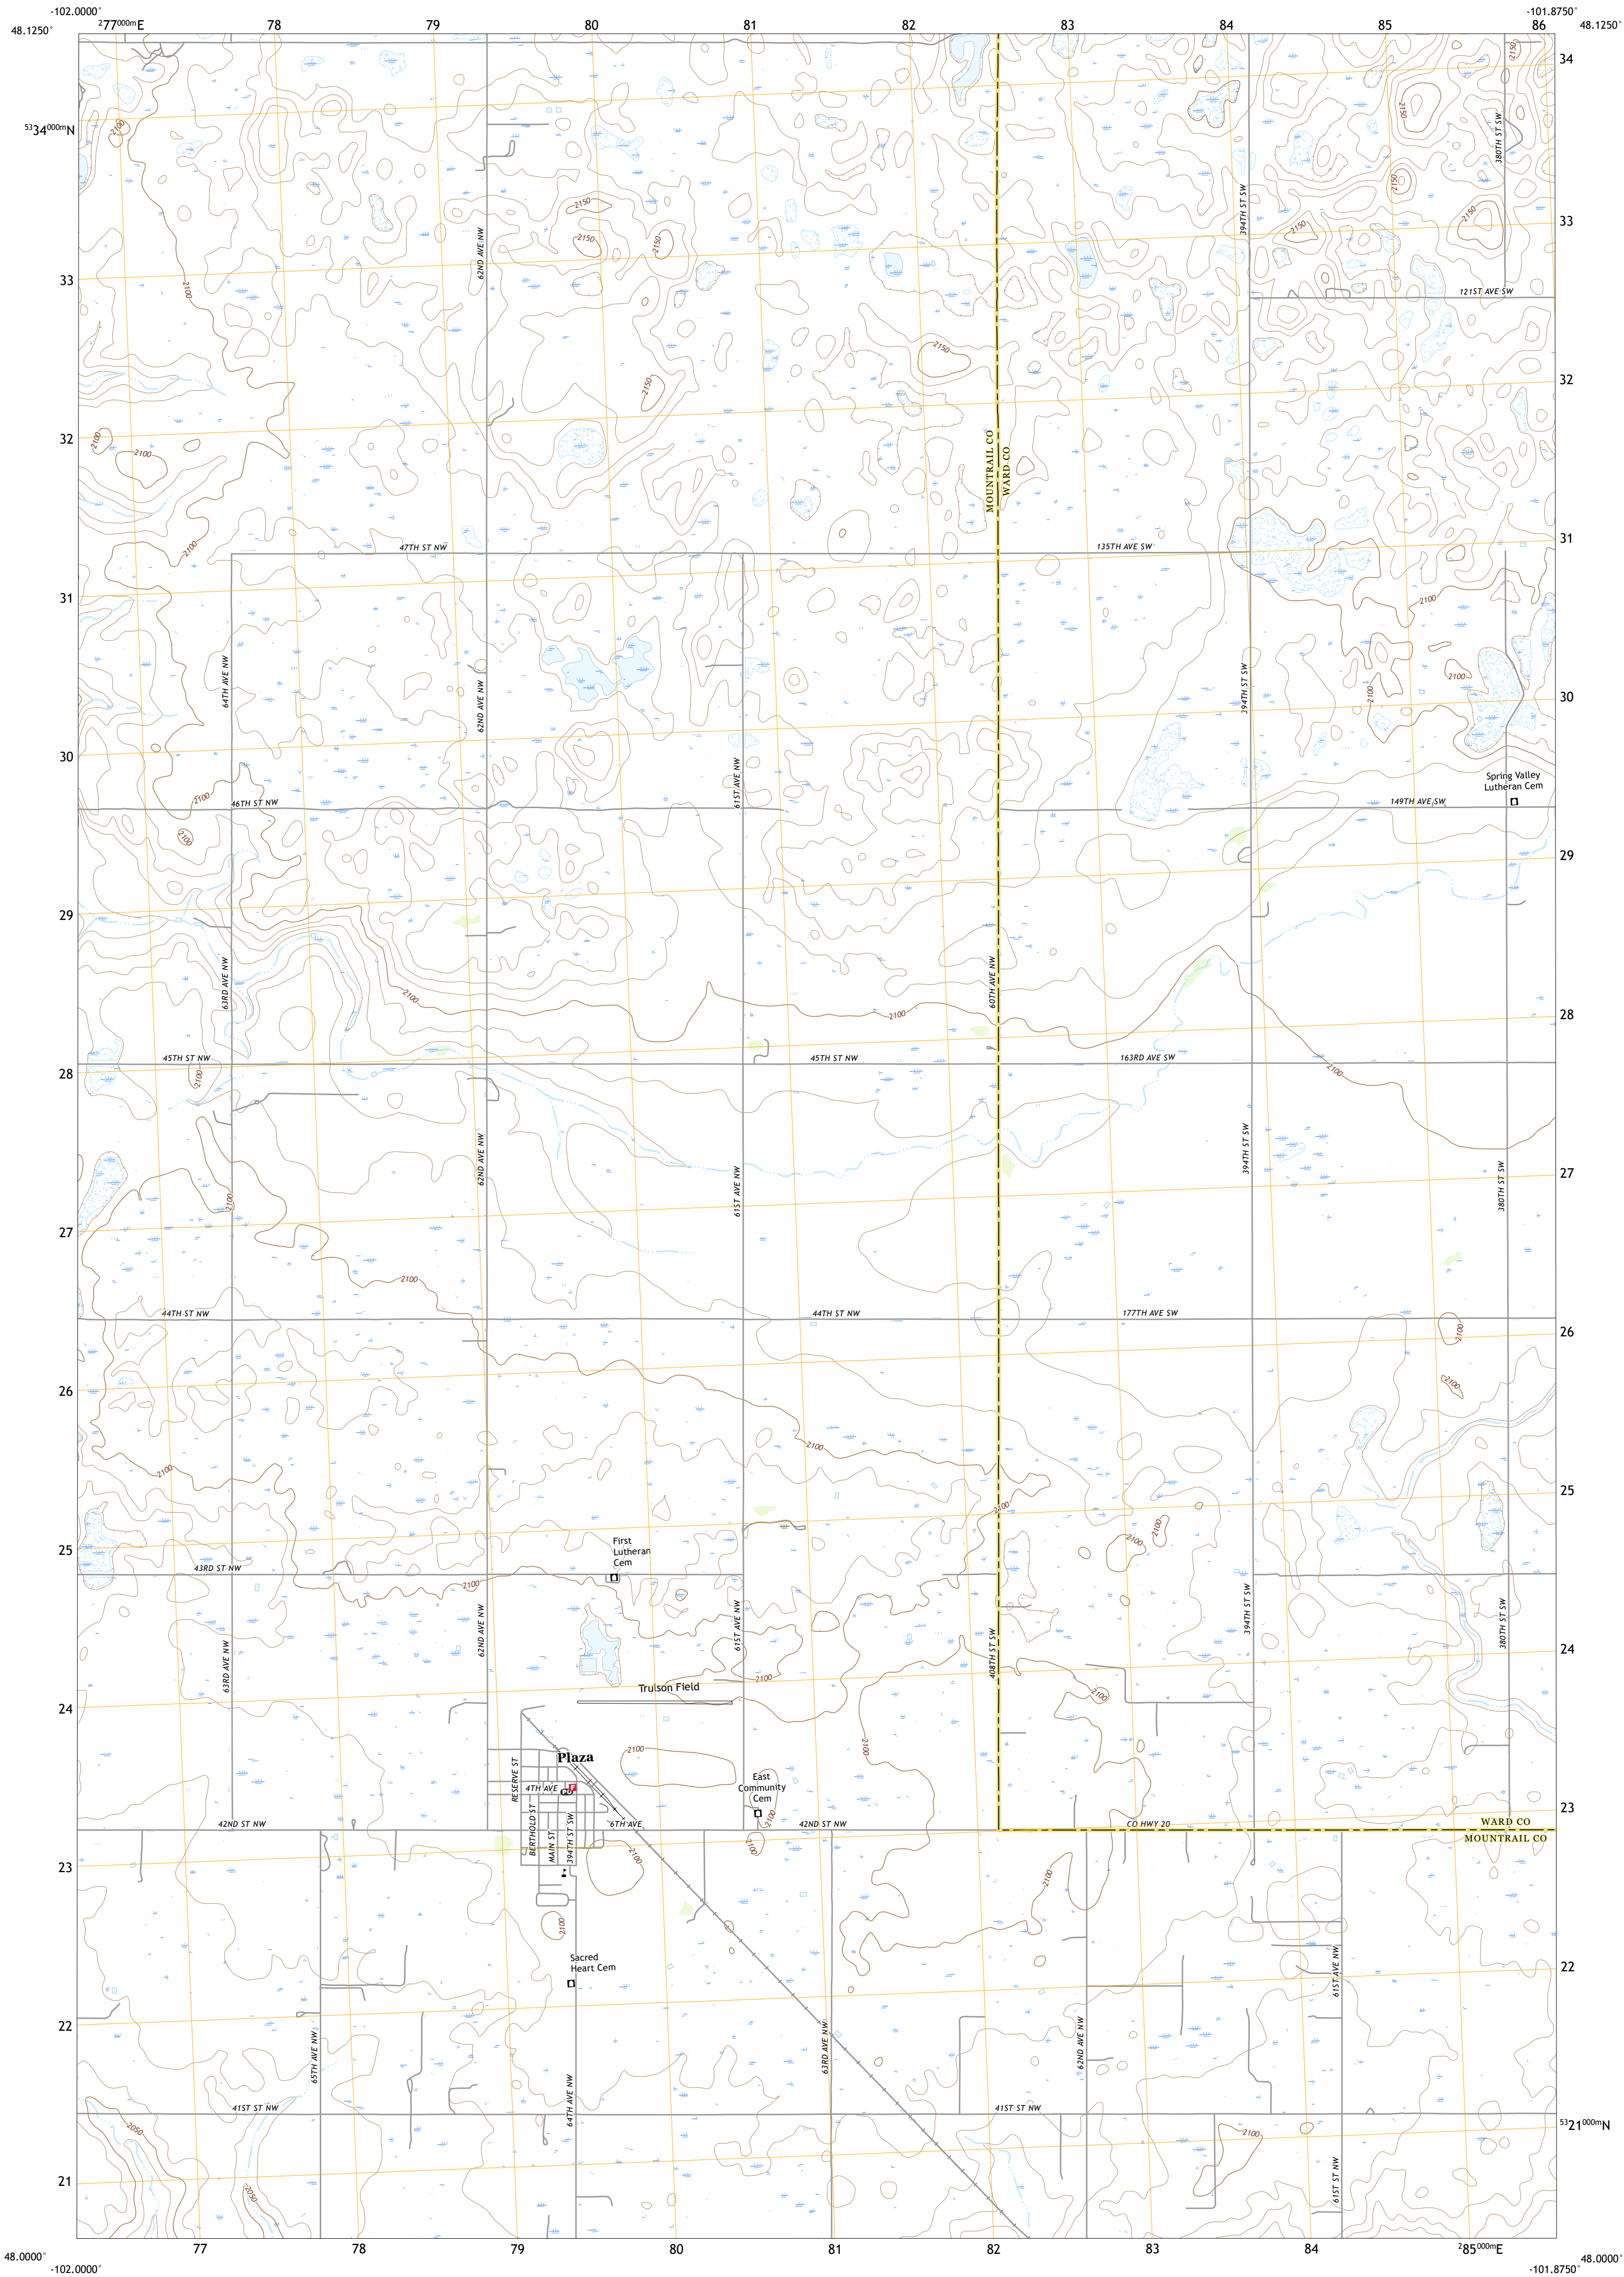 -102.0000°
-101.8750°
48.1250°
²77⁰⁰⁰ᵐE
78
79
80
81
82
83
84
85
86
48.1250°
34
⁵³34⁰⁰⁰ᵐN
2100
2150
2150
380TH ST SW
394TH ST SW
2150
2150
2150
2150
2150
2150
33
62ND AVE NW
33
2100
121ST AVE SW
2150
2150
32
32
2100
2100
MOUNTRAIL CO
WARD CO
31
2100
47TH ST NW
135TH AVE SW
31
2100
64TH AVE NW
62ND AVE NW
394TH ST SW
2100
2100
30
30
61ST AVE NW
Spring Valley
Lutheran Cem
2100
46TH ST NW
149TH AVE SW
2100
29
29
63RD AVE NW
60TH AVE NW
2100
2100
28
45TH ST NW
45TH ST NW
163RD AVE SW
2100
28
2100
62ND AVE NW
61ST AVE NW
394TH ST SW
380TH ST SW
27
2100
27
2100
44TH ST NW
44TH ST NW
177TH AVE SW
2100
26
26
2100
2100
2100
25
2100
2100
2100
25
First
Lutheran
Cem
43RD ST NW
2100
62ND AVE NW
61ST AVE NW
408TH ST SW
394TH ST SW
380TH ST SW
63RD AVE NW
24
2100
Trulson Field
2100
24
2100
Plaza
2100
RESERVE ST
4TH AVE
F
East
Community
Cem
2100
23
BERTHOLD ST
MAIN ST
394TH ST SW
6TH AVE
42ND ST NW
42ND ST NW
CO HWY 20
WARD CO
MOUNTRAIL CO
2100
2100
2100
23
2100
Sacred
Heart Cem
61ST AVE NW
22
22
65TH AVE NW
63RD AVE NW
62ND AVE NW
64TH AVE NW
41ST ST NW
41ST ST NW
2050
2100
⁵³21⁰⁰⁰ᵐN
21
2050
61ST ST NW
77
78
79
80
81
82
83
84
²85⁰⁰⁰ᵐE
48.0000°
48.0000°
-102.0000°
-101.8750°